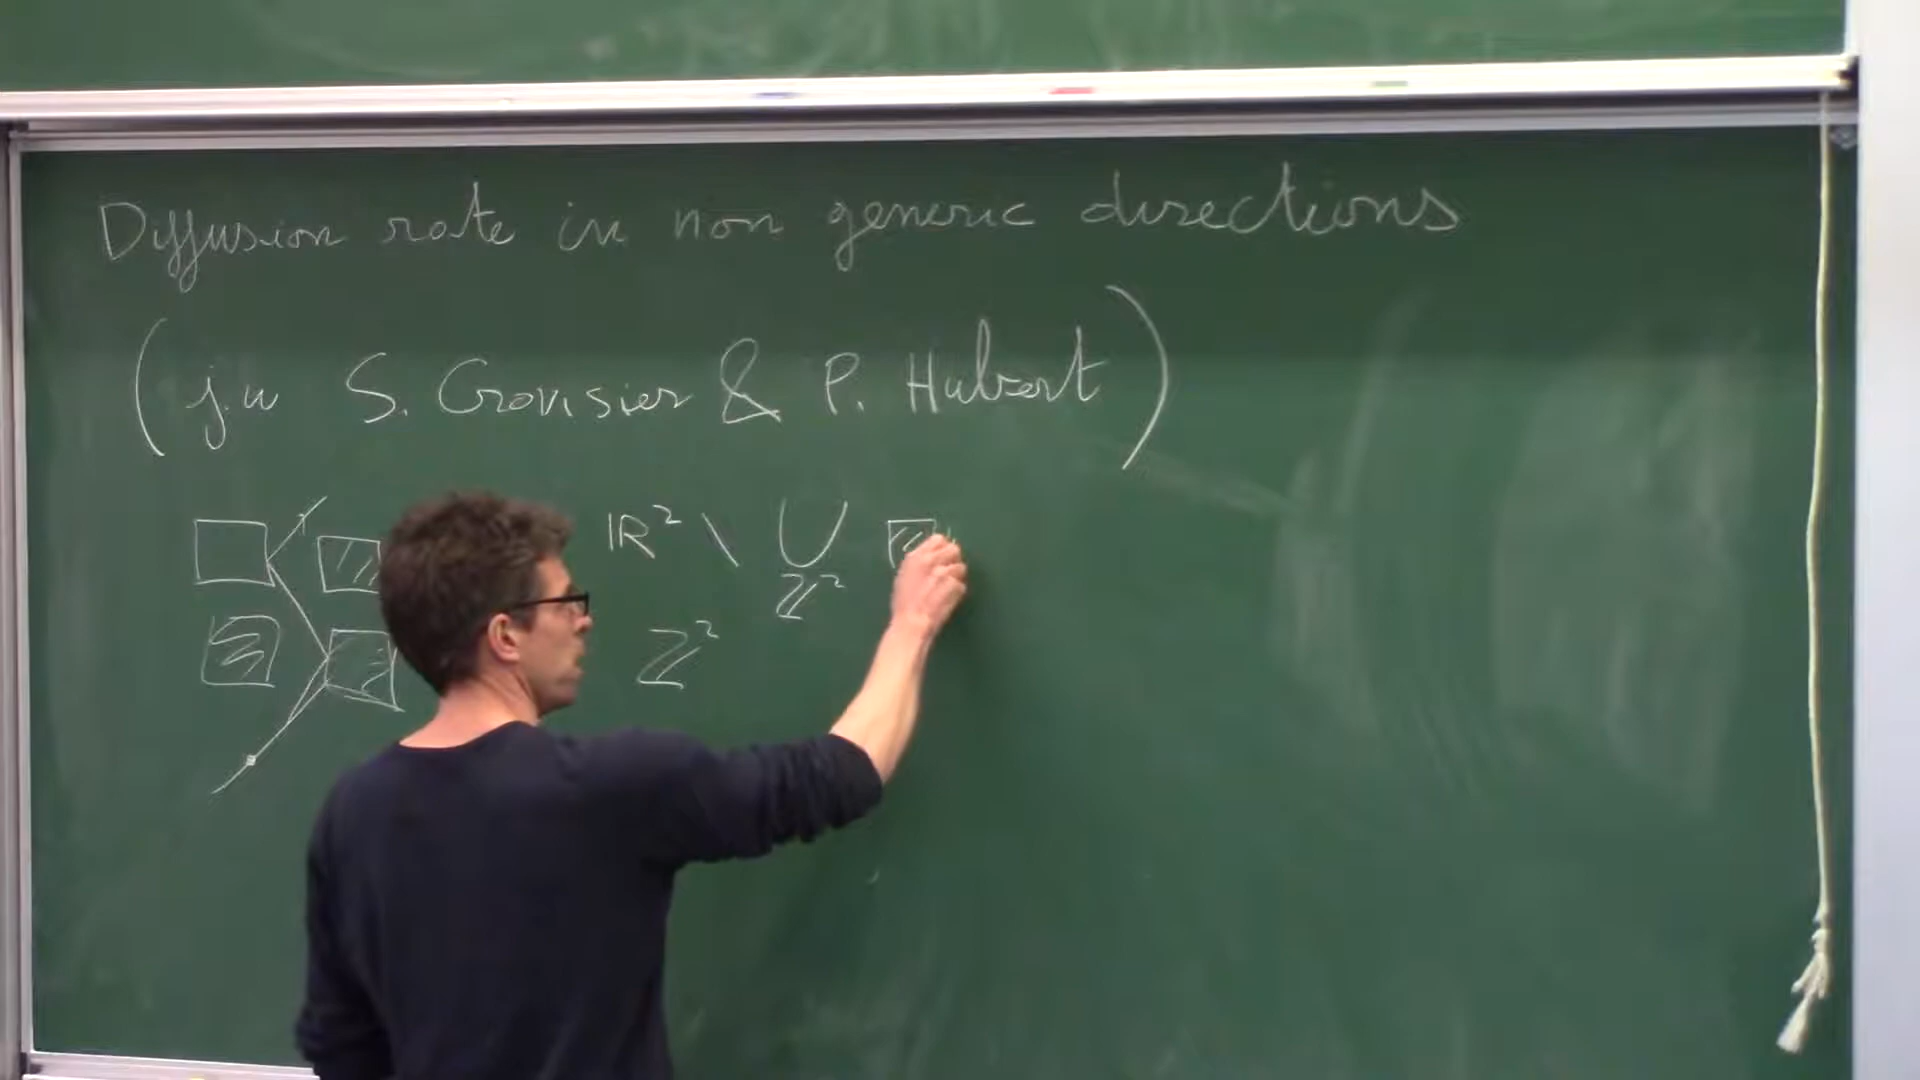 Diffusion rate in non generic directions
(j.w S. Crovisier & P. Hubert)
ℝ² \ ⋃
ℤ²
ℤ²